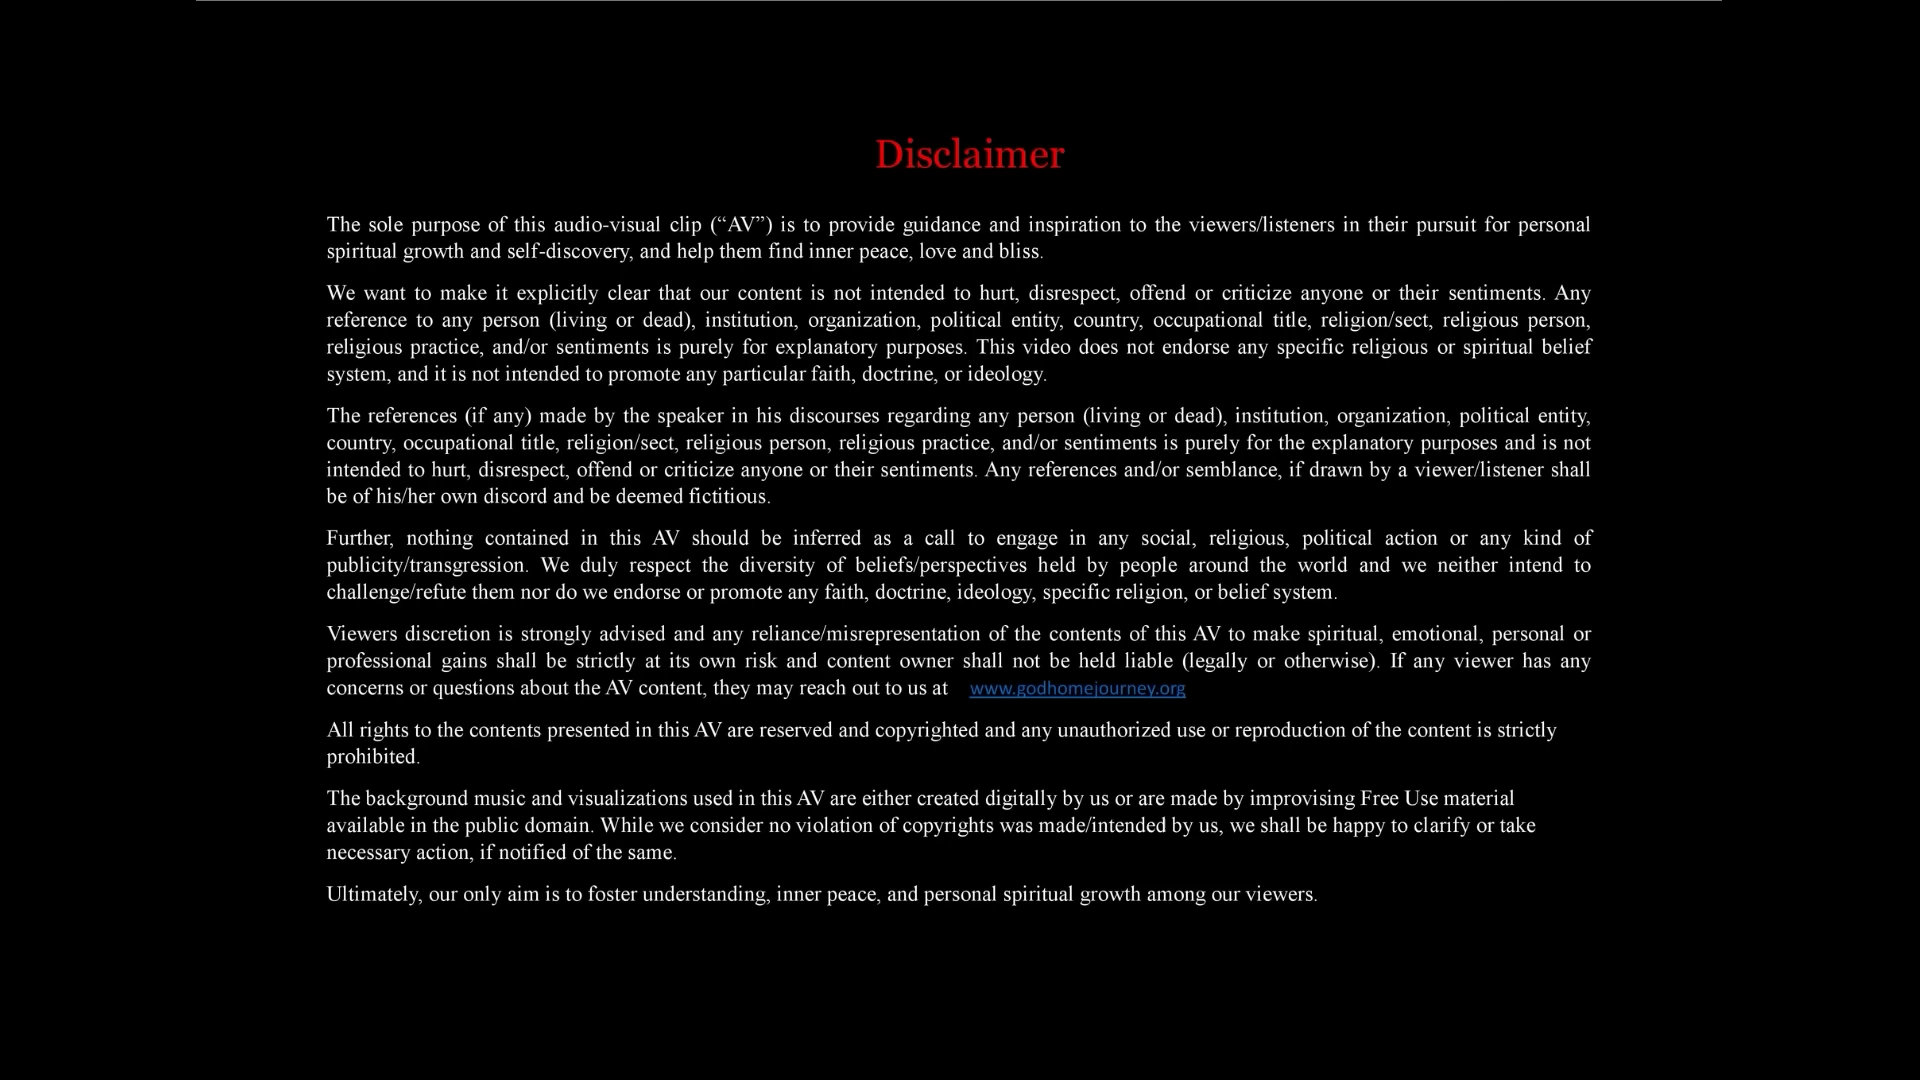 Disclaimer
The sole purpose of this audio-visual clip (“AV”) is to provide guidance and inspiration to the viewers/listeners in their pursuit for personal
spiritual growth and self-discovery, and help them find inner peace, love and bliss.
We want to make it explicitly clear that our content is not intended to hurt, disrespect, offend or criticize anyone or their sentiments. Any
reference to any person (living or dead), institution, organization, political entity, country, occupational title, religion/sect, religious person,
religious practice, and/or sentiments is purely for explanatory purposes. This video does not endorse any specific religious or spiritual belief
system, and it is not intended to promote any particular faith, doctrine, or ideology.
The references (if any) made by the speaker in his discourses regarding any person (living or dead), institution, organization, political entity,
country, occupational title, religion/sect, religious person, religious practice, and/or sentiments is purely for the explanatory purposes and is not
intended to hurt, disrespect, offend or criticize anyone or their sentiments. Any references and/or semblance, if drawn by a viewer/listener shall
be of his/her own discord and be deemed fictitious.
Further, nothing contained in this AV should be inferred as a call to engage in any social, religious, political action or any kind of
publicity/transgression. We duly respect the diversity of beliefs/perspectives held by people around the world and we neither intend to
challenge/refute them nor do we endorse or promote any faith, doctrine, ideology, specific religion, or belief system.
Viewers discretion is strongly advised and any reliance/misrepresentation of the contents of this AV to make spiritual, emotional, personal or
professional gains shall be strictly at its own risk and content owner shall not be held liable (legally or otherwise). If any viewer has any
concerns or questions about the AV content, they may reach out to us at www.godhomejourney.org
All rights to the contents presented in this AV are reserved and copyrighted and any unauthorized use or reproduction of the content is strictly
prohibited.
The background music and visualizations used in this AV are either created digitally by us or are made by improvising Free Use material
available in the public domain. While we consider no violation of copyrights was made/intended by us, we shall be happy to clarify or take
necessary action, if notified of the same.
Ultimately, our only aim is to foster understanding, inner peace, and personal spiritual growth among our viewers.